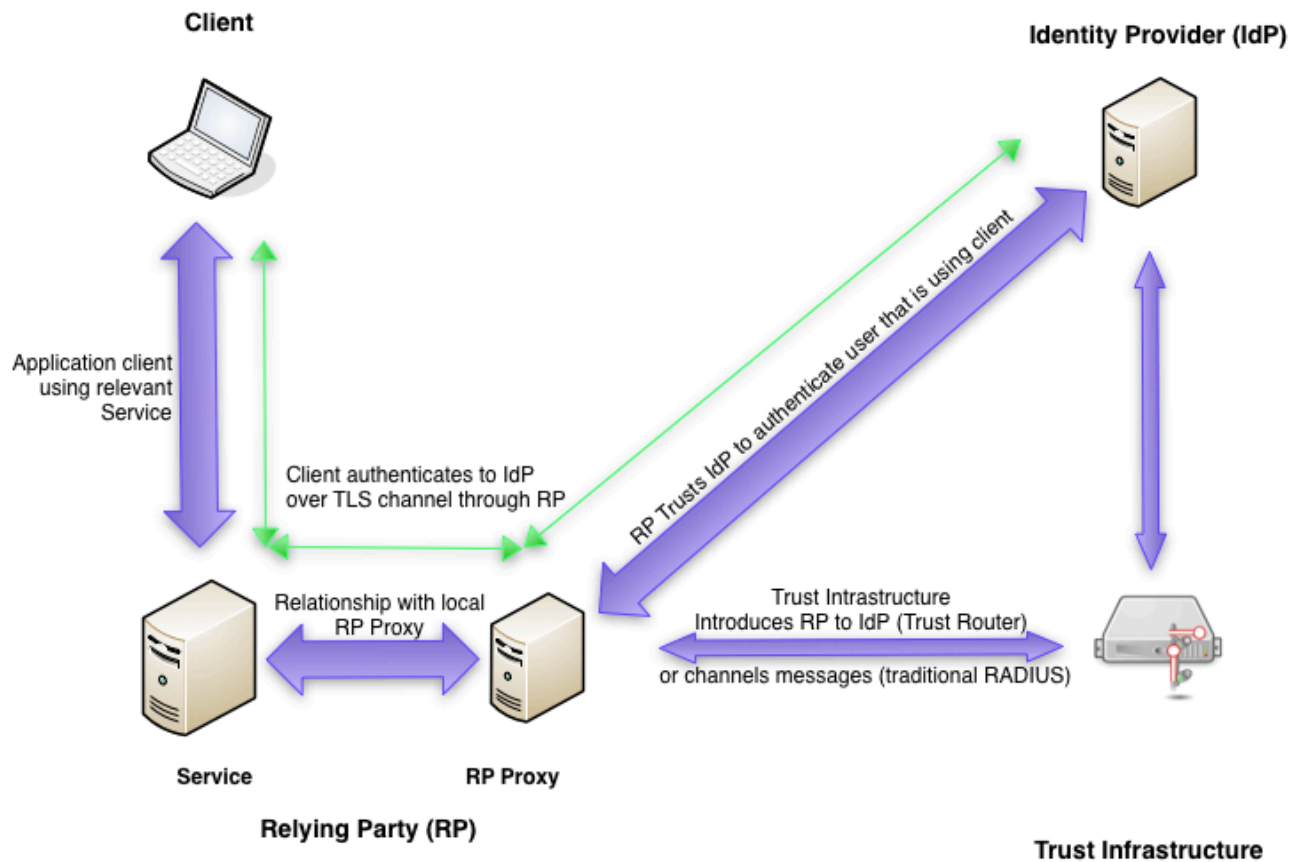 Client
Identity Provider (IdP)
Application client
using relevant
Service
Client authenticates to IdP
over TLS channel through RP
RP Trusts IdP to authenticate user that is using client
Relationship with local
RP Proxy
Trust Intrastructure
Introduces RP to IdP (Trust Router)
or channels messages (traditional RADIUS)
Service
RP Proxy
Relying Party (RP)
Trust Infrastructure